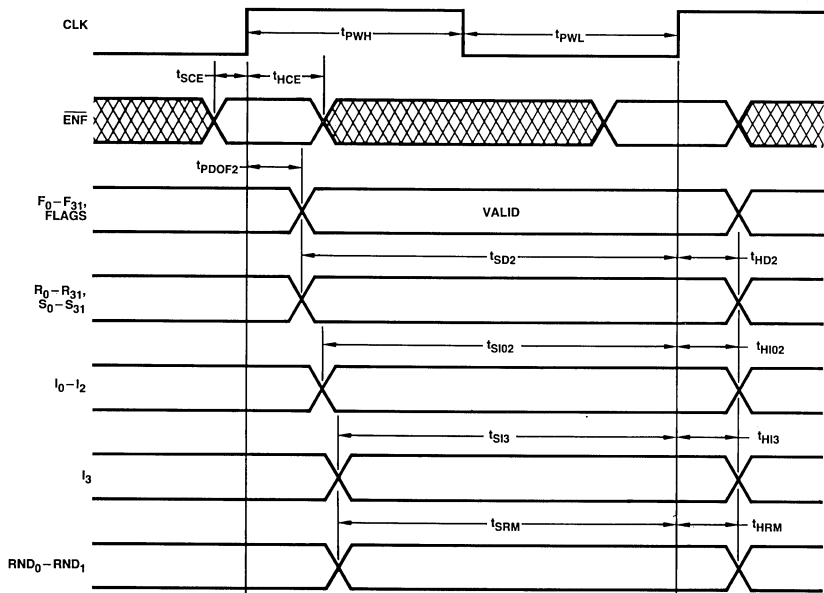 CLK
tPWH
tPWL
tSCE
tHCE
ENF
tPDOF2
F0–F31,
FLAGS
VALID
tSD2
tHD2
R0–R31,
S0–S31
tSI02
tHI02
I0–I2
tSI3
tHI3
I3
tSRM
tHRM
RND0–RND1